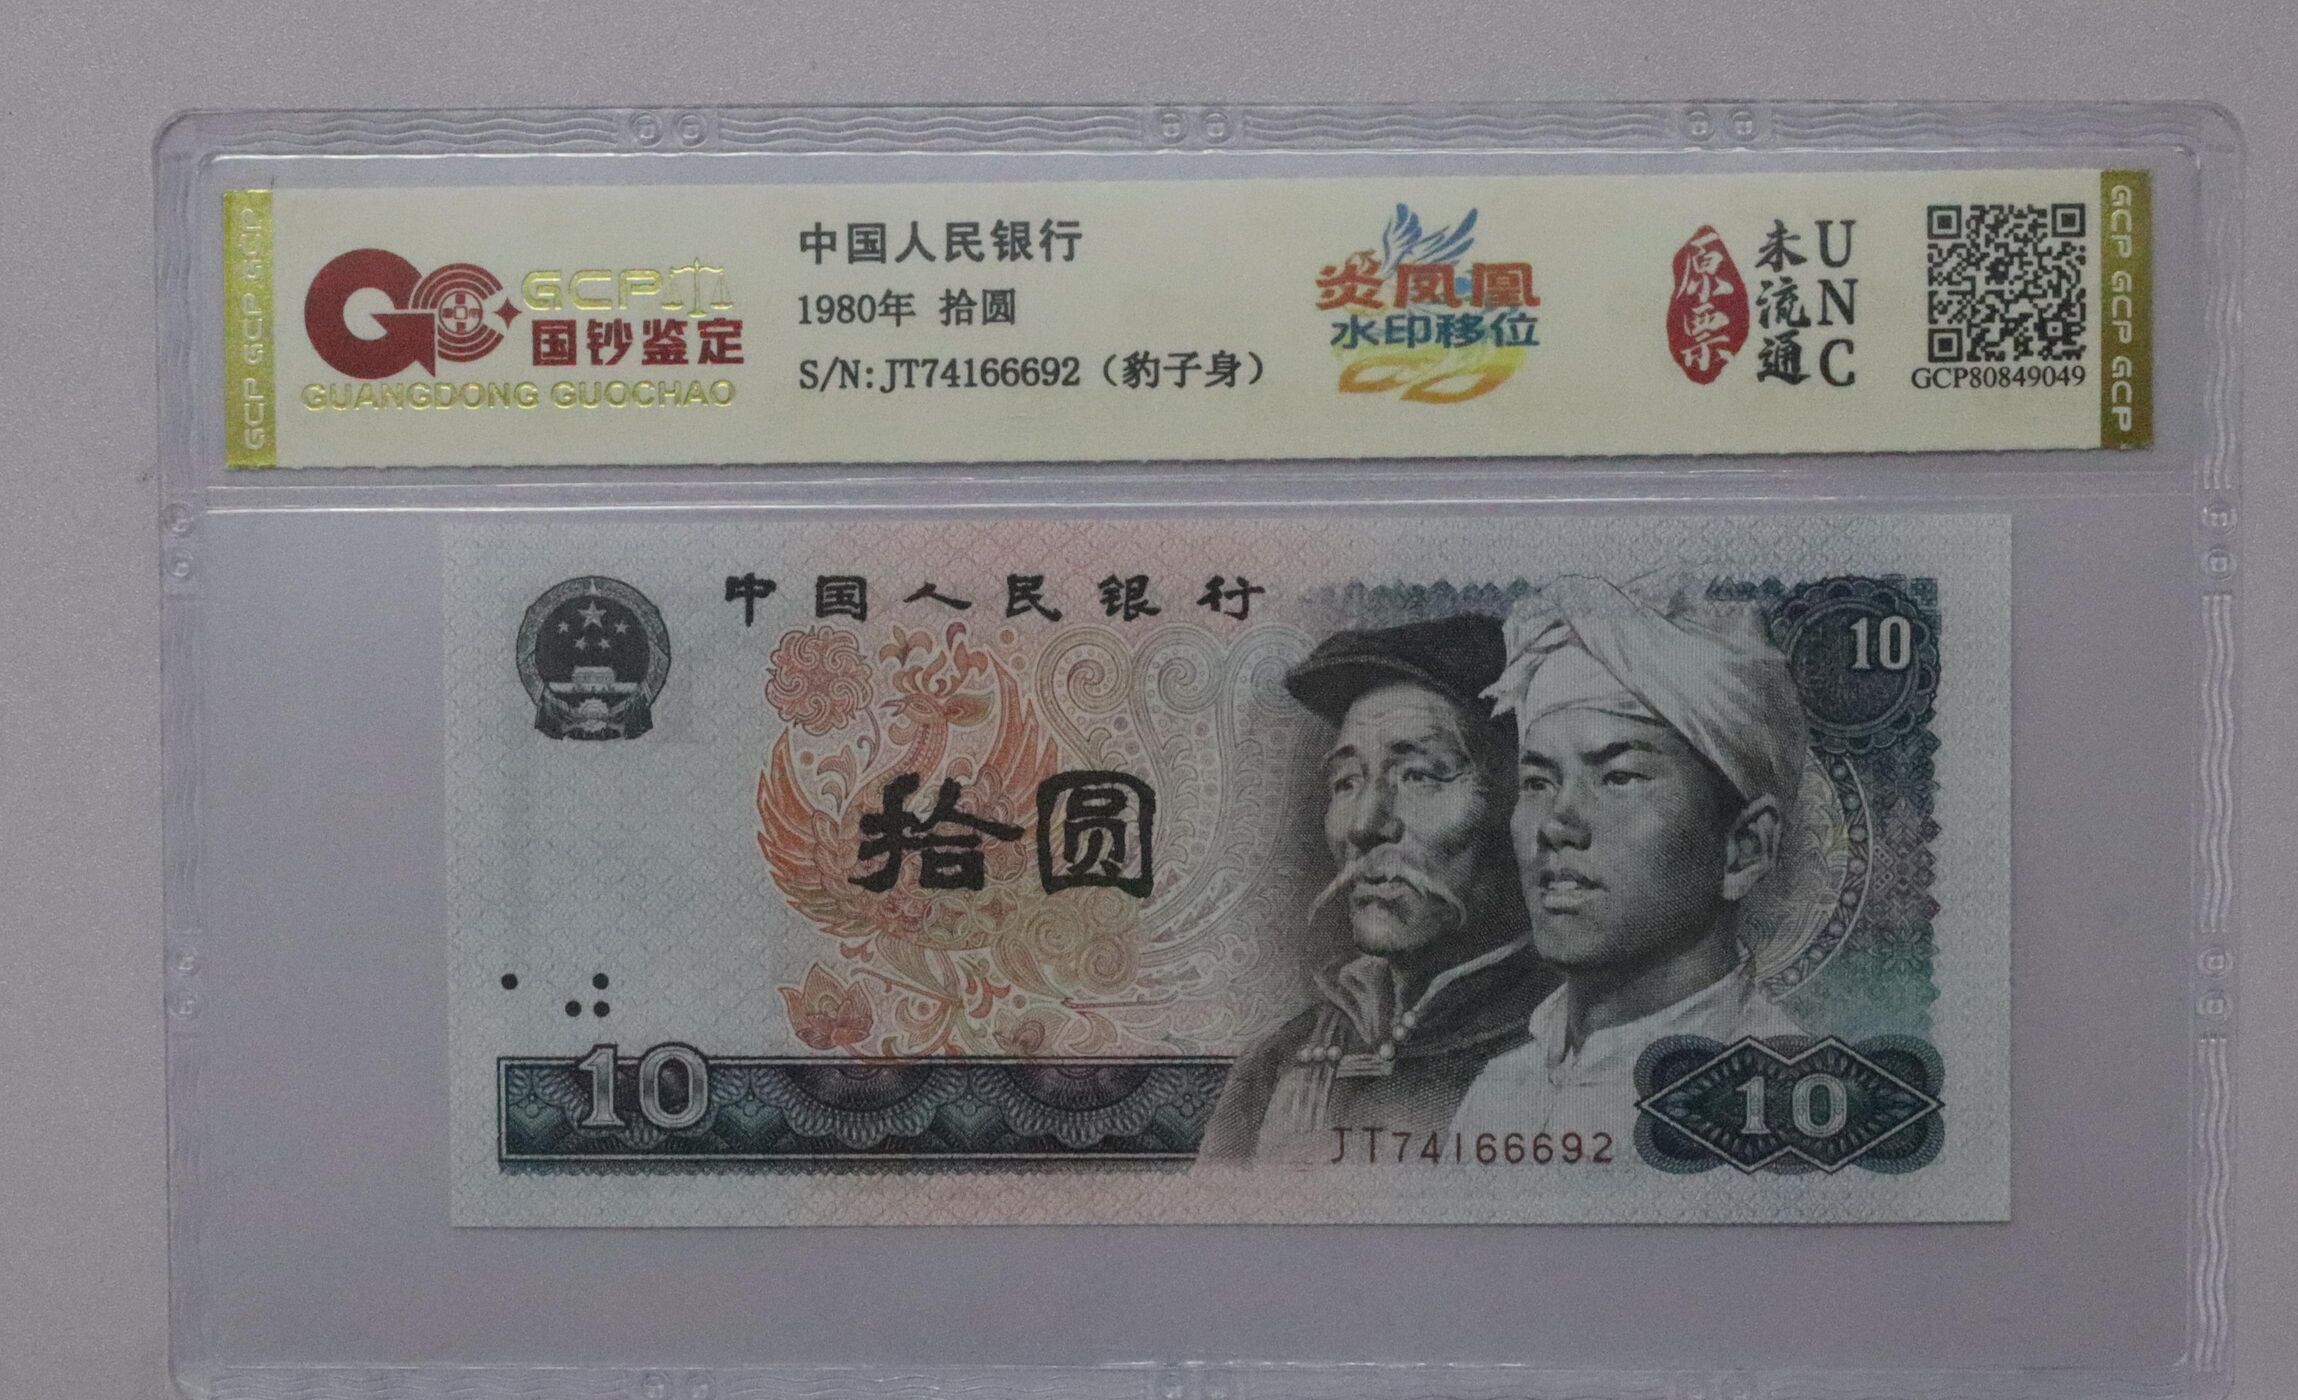 GCP GCP GCP
GC
GCP
国钞鉴定
GUANGDONG GUOCHAO
中国人民银行
1980年 拾圆
S/N:JT74166692（豹子身）
炎凤凰
水印移位
原票
未流通
UNC
GCP80849049
GCP GCP GCP
中国人民银行
10
拾圆
10
JT74166692
10